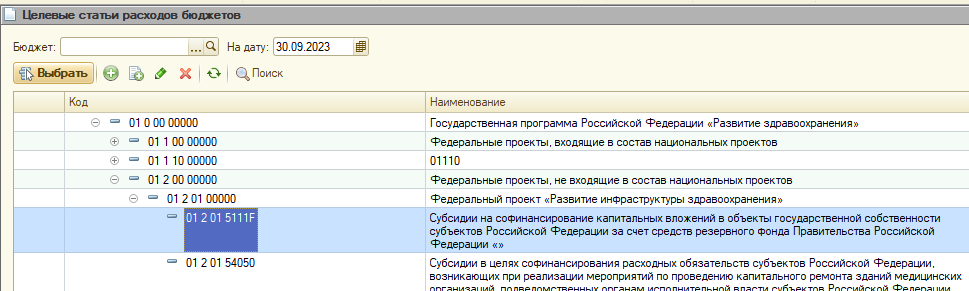 Целевые статьи расходов бюджетов
Бюджет: ... На дату: 30.09.2023
Выбрать Поиск
Код Наименование
01 0 00 00000 Государственная программа Российской Федерации «Развитие здравоохранения»
01 1 00 00000 Федеральные проекты, входящие в состав национальных проектов
01 1 10 00000 01110
01 2 00 00000 Федеральные проекты, не входящие в состав национальных проектов
01 2 01 00000 Федеральный проект «Развитие инфраструктуры здравоохранения»
01 2 01 5111F Субсидии на софинансирование капитальных вложений в объекты государственной собственности
субъектов Российской Федерации за счет средств резервного фонда Правительства Российской
Федерации «»
01 2 01 54050 Субсидии в целях софинансирования расходных обязательств субъектов Российской Федерации,
возникающих при реализации мероприятий по проведению капитального ремонта зданий медицинских
организаций, подведомственных органам исполнительной власти субъектов Российской Федерации